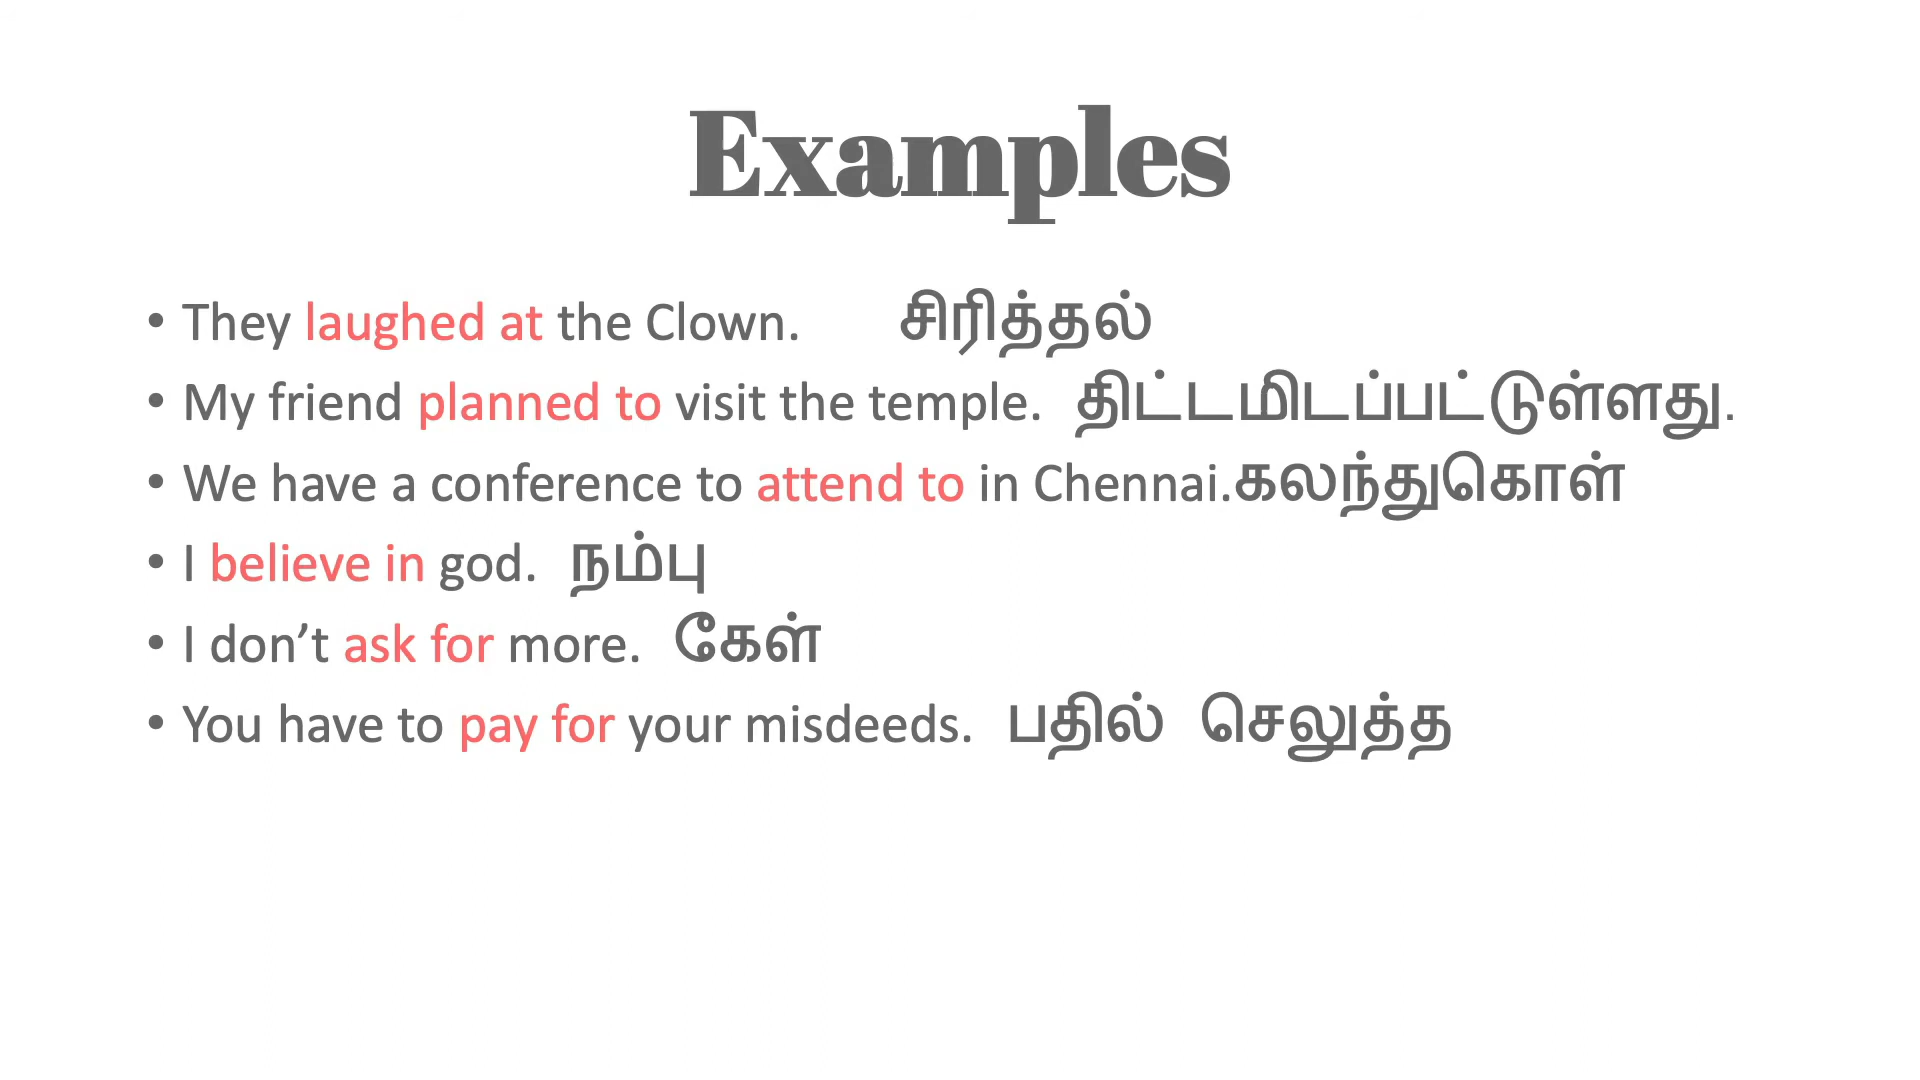 Examples
• They laughed at the Clown. சிரித்தல்
• My friend planned to visit the temple. திட்டமிடப்பட்டுள்ளது.
• We have a conference to attend to in Chennai.கலந்துகொள்
• I believe in god. நம்பு
• I don’t ask for more. கேள்
• You have to pay for your misdeeds. பதில் செலுத்த